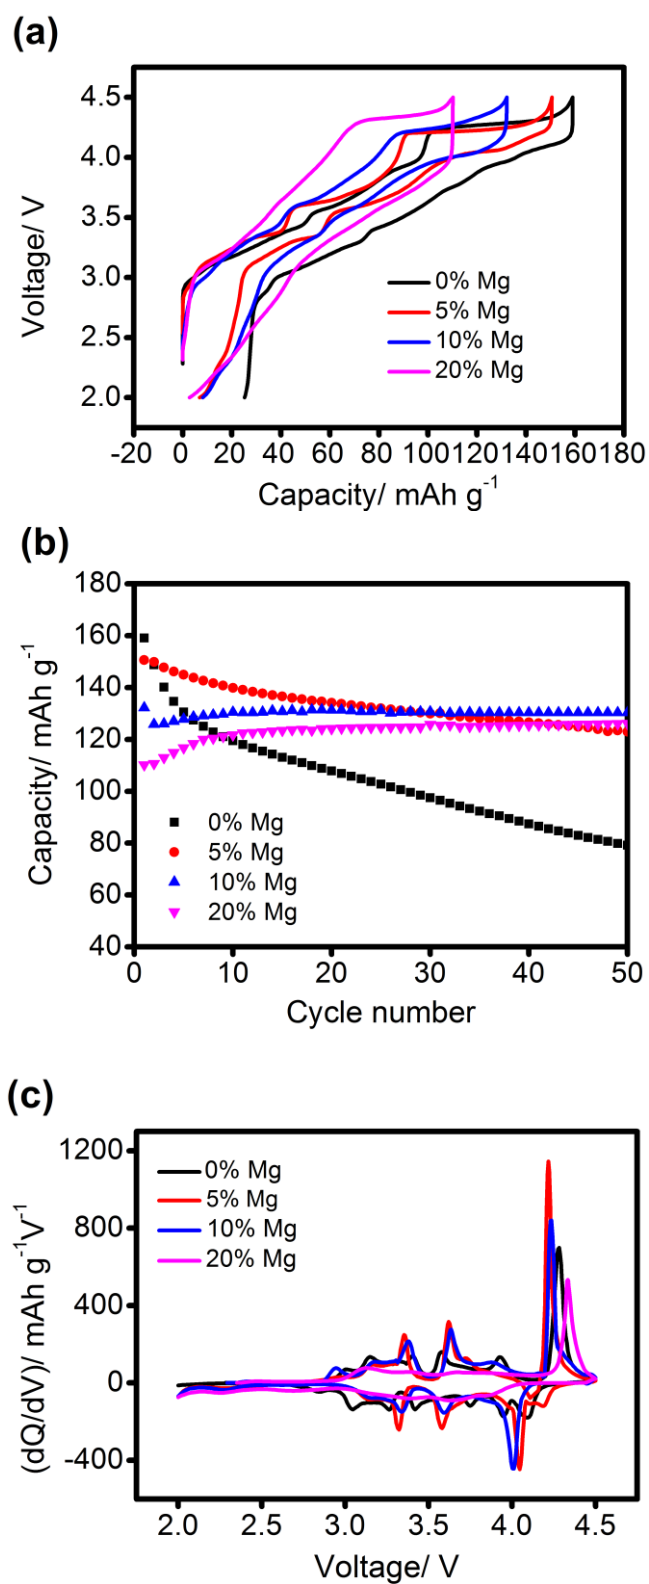 (a)
4.5
4.0
3.5
3.0
2.5
2.0
Voltage/ V
0% Mg
5% Mg
10% Mg
20% Mg
-20 0 20 40 60 80 100 120 140 160 180
Capacity/ mAh g⁻¹
(b)
180
160
140
120
100
80
60
40
Capacity/ mAh g⁻¹
0% Mg
5% Mg
10% Mg
20% Mg
0 10 20 30 40 50
Cycle number
(c)
1200
800
400
0
-400
(dQ/dV)/ mAh g⁻¹V⁻¹
0% Mg
5% Mg
10% Mg
20% Mg
2.0 2.5 3.0 3.5 4.0 4.5
Voltage/ V